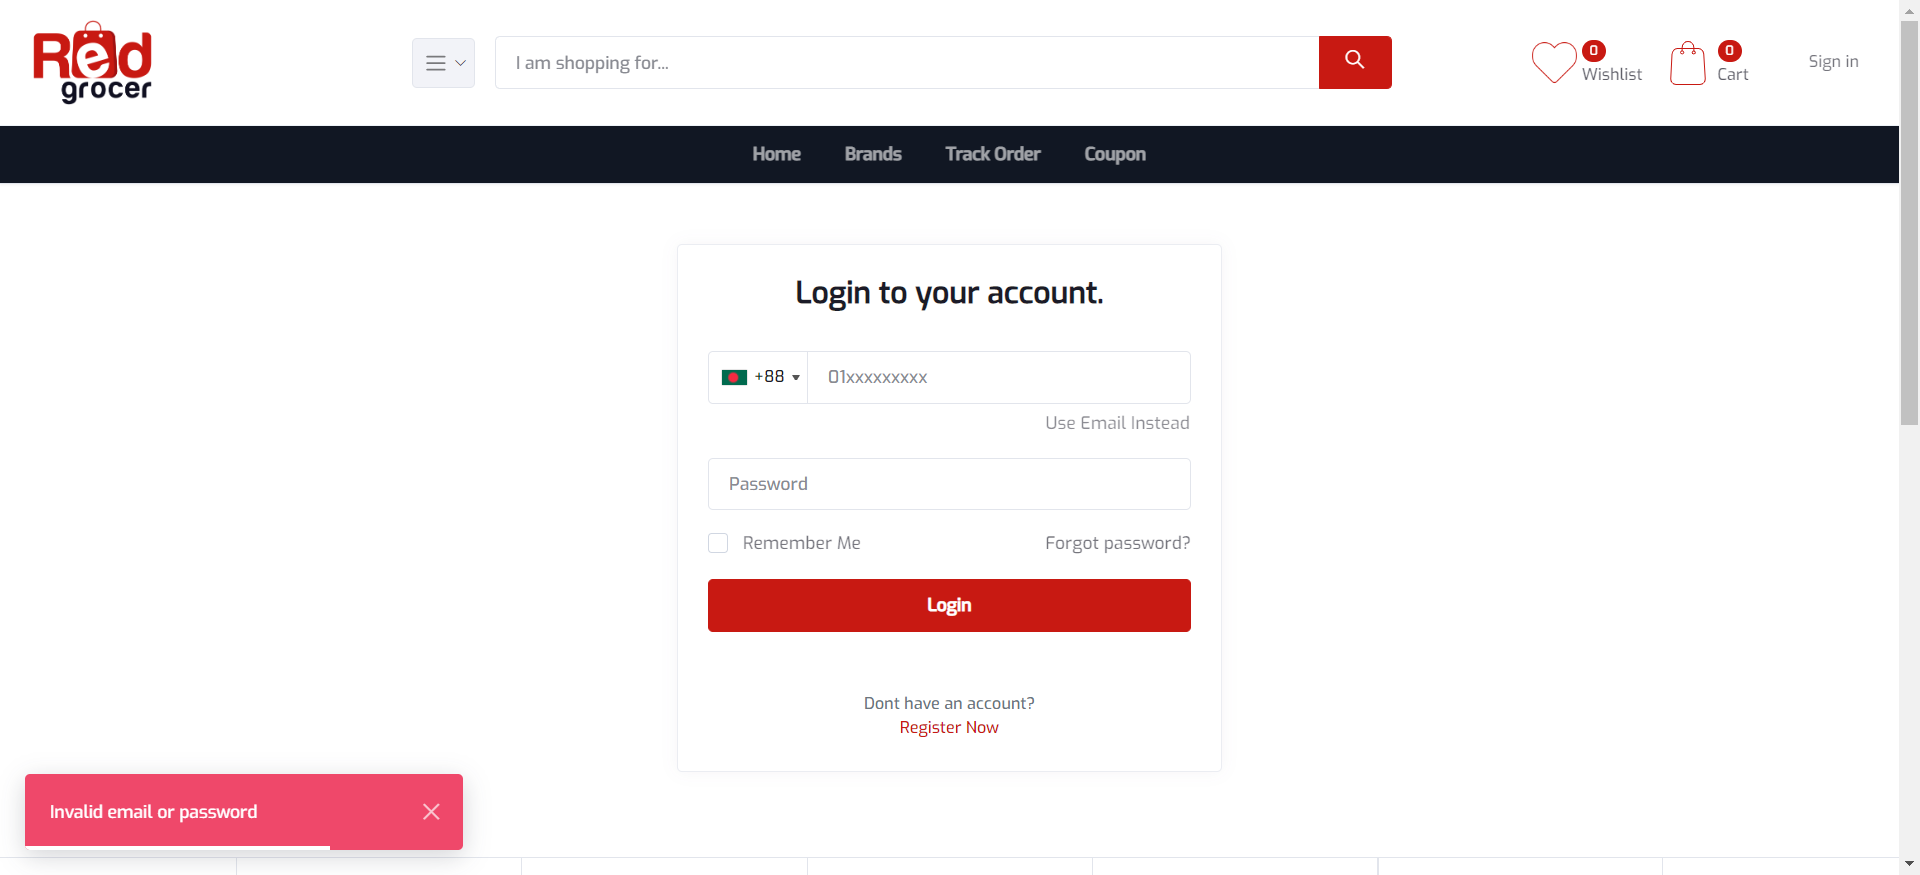 Red
grocer
I am shopping for...
0
Wishlist
0
Cart
Sign in
Home
Brands
Track Order
Coupon
Login to your account.
+88
01xxxxxxxxx
Use Email Instead
Password
Remember Me
Forgot password?
Login
Dont have an account?
Register Now
Invalid email or password